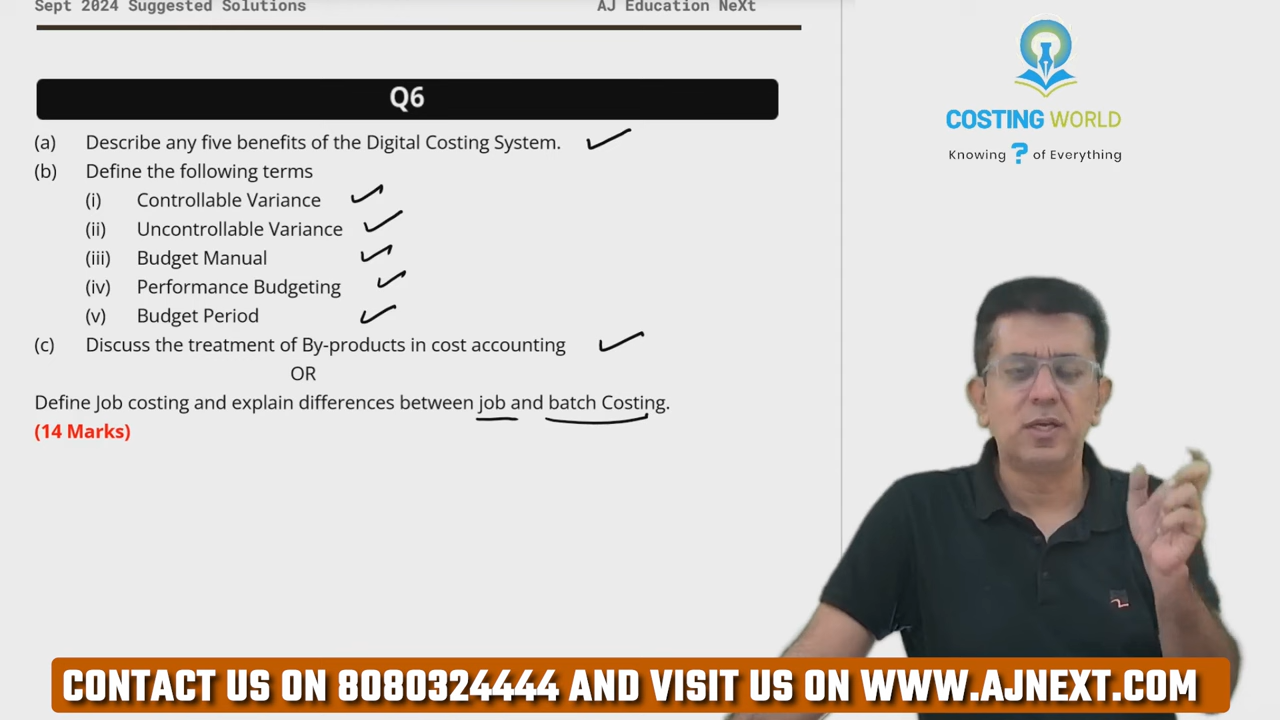 Sept 2024 Suggested Solutions AJ Education NeXt
Q6
(a) Describe any five benefits of the Digital Costing System.
(b) Define the following terms
(i) Controllable Variance
(ii) Uncontrollable Variance
(iii) Budget Manual
(iv) Performance Budgeting
(v) Budget Period
(c) Discuss the treatment of By-products in cost accounting
OR
Define Job costing and explain differences between job and batch Costing.
(14 Marks)
COSTING WORLD
Knowing ? of Everything
CONTACT US ON 8080324444 AND VISIT US ON WWW.AJNEXT.COM